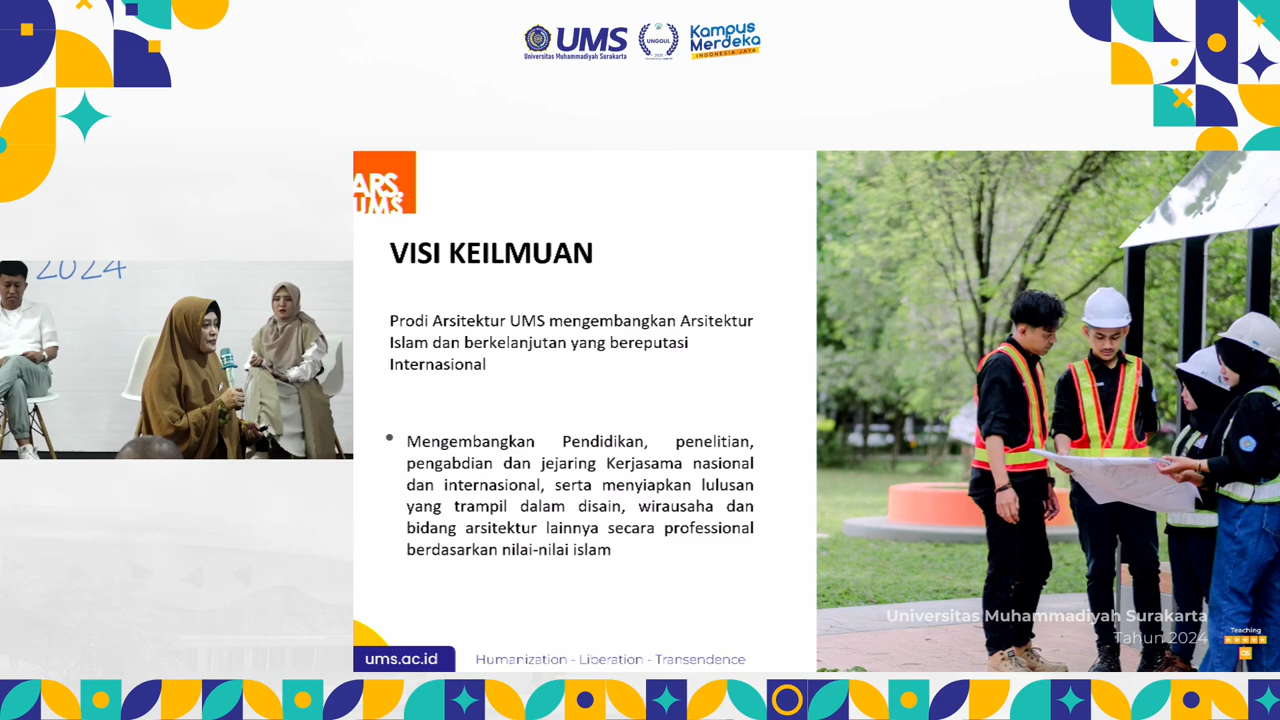 UMS
Universitas Muhammadiyah Surakarta
UNGGUL
Kampus
Merdeka
INDONESIA JAYA
2024
ARS
UMS
VISI KEILMUAN
Prodi Arsitektur UMS mengembangkan Arsitektur
Islam dan berkelanjutan yang bereputasi
Internasional
• Mengembangkan Pendidikan, penelitian,
pengabdian dan jejaring Kerjasama nasional
dan internasional, serta menyiapkan lulusan
yang trampil dalam disain, wirausaha dan
bidang arsitektur lainnya secara professional
berdasarkan nilai-nilai islam
Universitas Muhammadiyah Surakarta
Tahun 2024
Teaching
ums.ac.id
Humanization - Liberation - Transendence